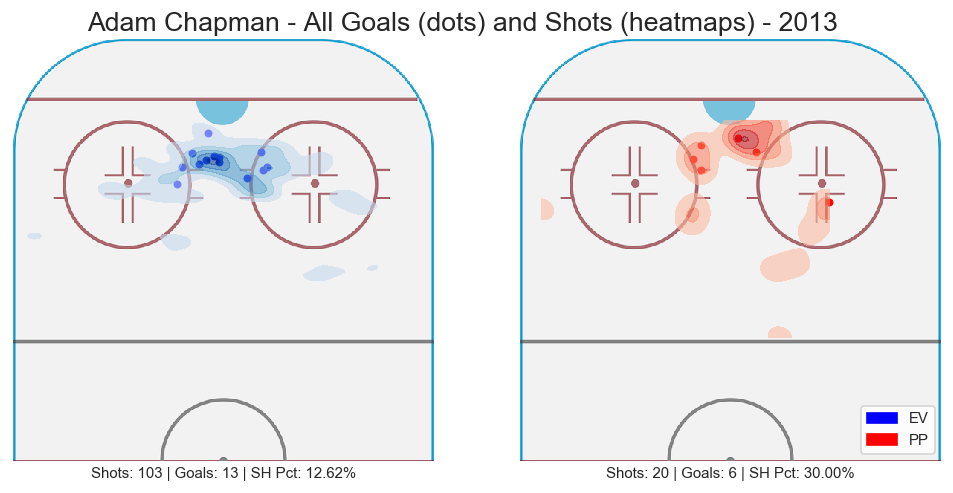 Adam Chapman - All Goals (dots) and Shots (heatmaps) - 2013
EV
PP
Shots: 103 | Goals: 13 | SH Pct: 12.62%
Shots: 20 | Goals: 6 | SH Pct: 30.00%